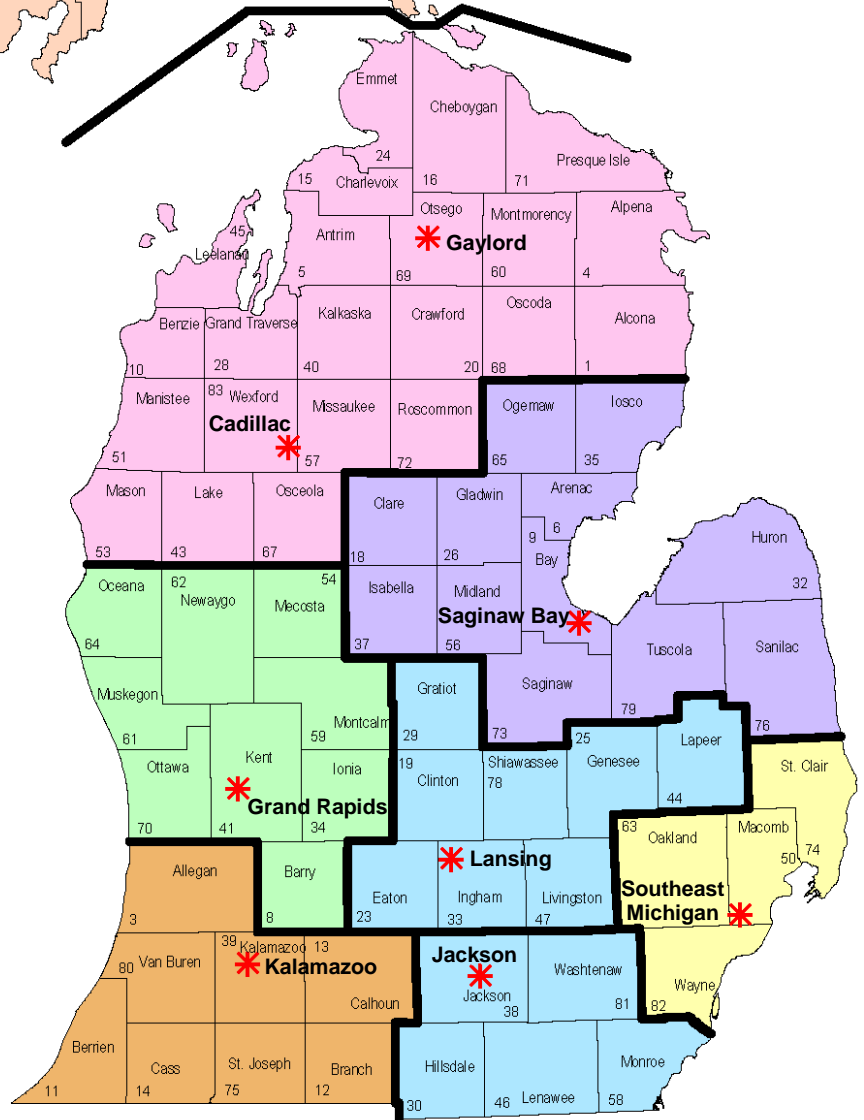 Emmet
Cheboygan
24
Presque Isle
15
Charlevoix
16
71
45
Leelanau
Otsego
Montmorency
Alpena
Antrim
Gaylord
5
69
60
4
Benzie
Grand Traverse
Kalkaska
Crawford
Oscoda
Alcona
10
28
40
20
68
1
Manistee
83
Wexford
Missaukee
Roscommon
Ogemaw
Iosco
Cadillac
51
57
72
65
35
Mason
Lake
Osceola
Clare
Gladwin
Arenac
53
43
67
18
26
9
6
Bay
Huron
32
Oceana
62
Newaygo
54
Mecosta
Isabella
Midland
Saginaw Bay
64
37
56
Tuscola
Sanilac
Muskegon
Gratiot
Saginaw
61
59
Montcalm
29
73
79
76
Ottawa
Kent
Ionia
19
Clinton
Shiawassee
78
25
Genesee
Lapeer
St. Clair
Grand Rapids
44
70
41
34
63
Oakland
Macomb
50
74
Allegan
Barry
Lansing
Eaton
Ingham
Livingston
Southeast
Michigan
3
8
23
33
47
39
Kalamazoo
13
Jackson
80
Van Buren
Kalamazoo
Washtenaw
Calhoun
Jackson
38
81
Wayne
82
Berrien
Cass
St. Joseph
Branch
Hillsdale
Monroe
11
14
75
12
30
46
Lenawee
58